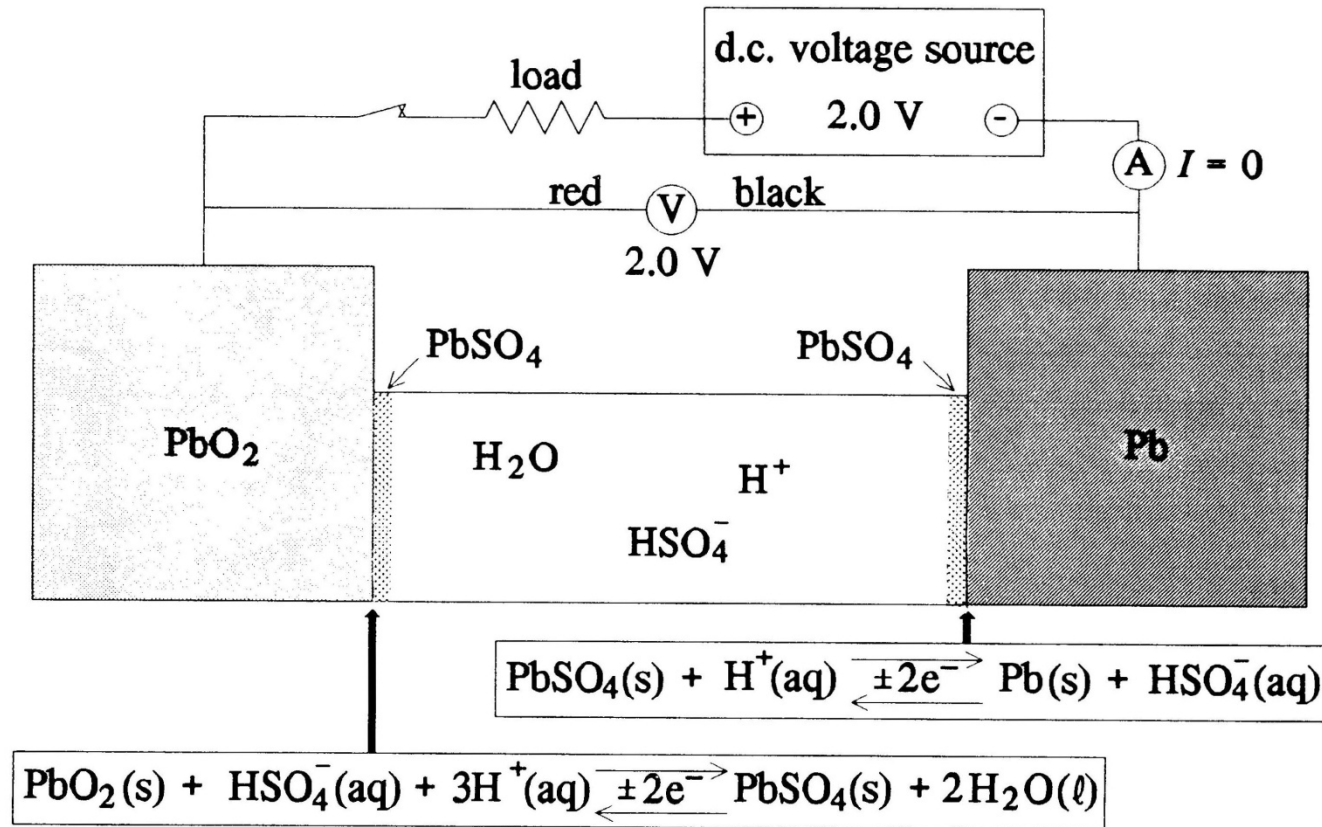 d.c. voltage source
load
+ 2.0 V -
A I = 0
red V black
2.0 V
PbSO₄ PbSO₄
PbO₂ H₂O H⁺ Pb
HSO₄⁻
PbSO₄(s) + H⁺(aq) ⇄ ±2e⁻ Pb(s) + HSO₄⁻(aq)
PbO₂(s) + HSO₄⁻(aq) + 3H⁺(aq) ⇄ ±2e⁻ PbSO₄(s) + 2H₂O(ℓ)